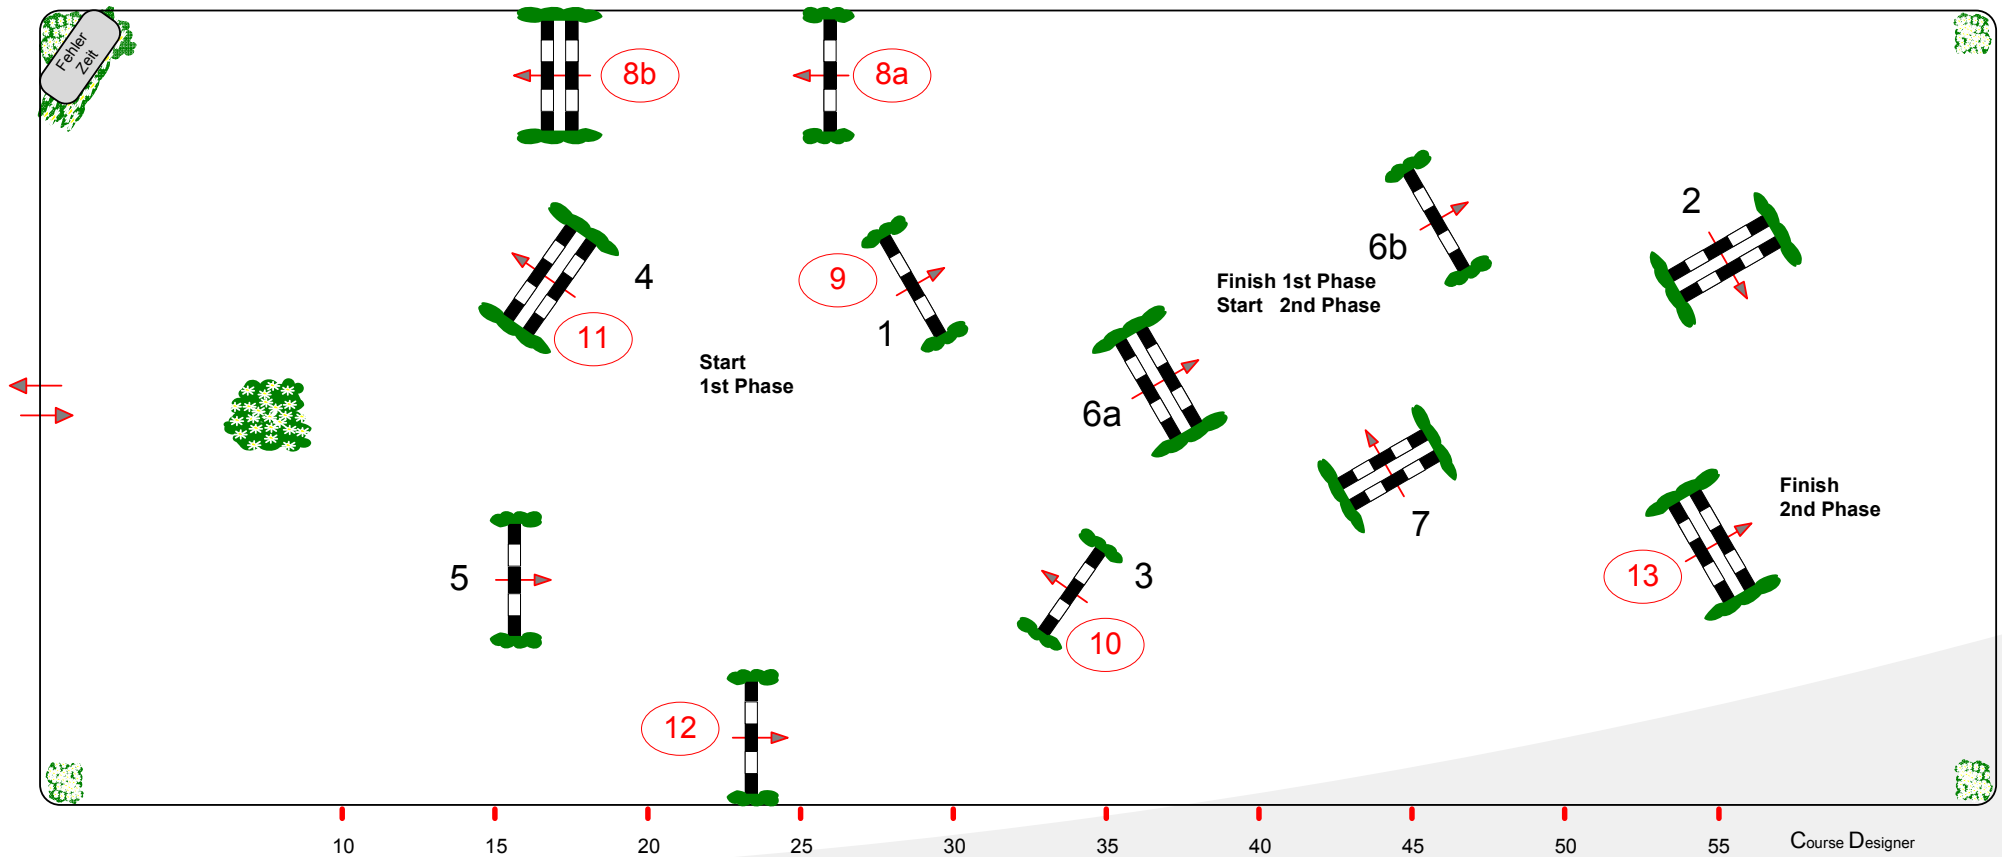 Fehler
Zeit
8b
8a
2
6b
4
9
Finish 1st Phase
Start 2nd Phase
1
11
Start
1st Phase
6a
Finish
2nd Phase
7
5
3
13
10
12
10 15 20 25 30 35 40 45 50 55 Course Designer